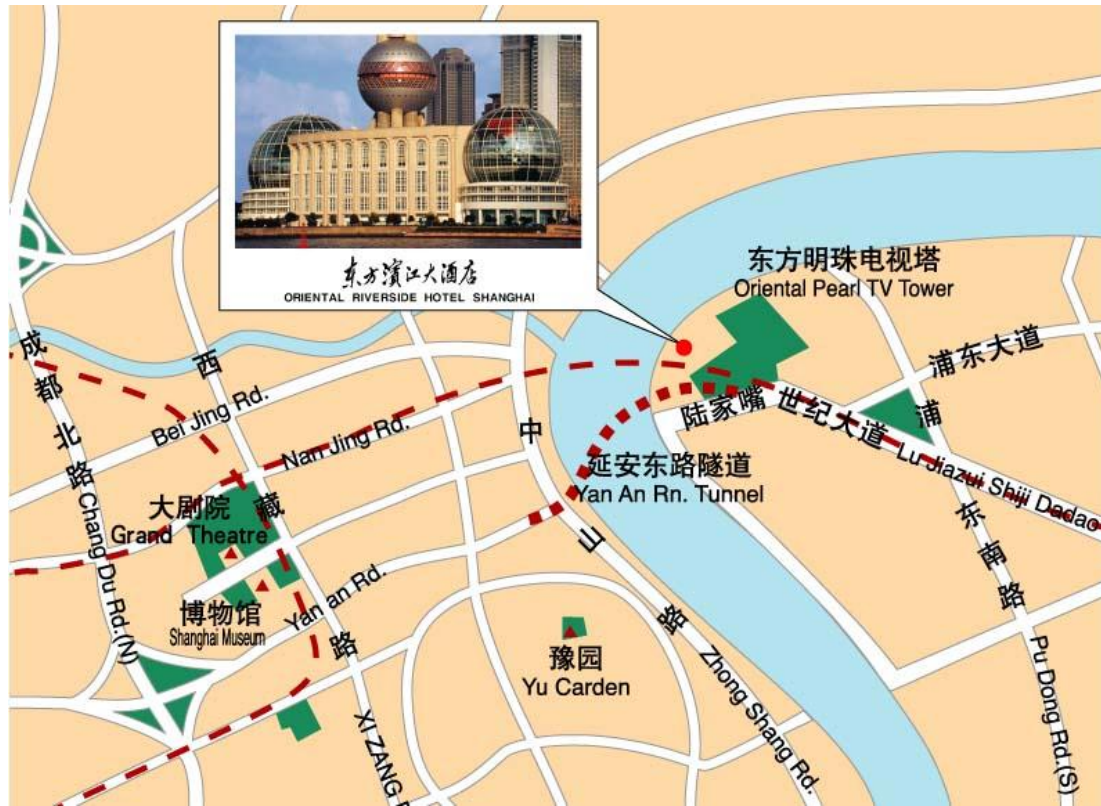 东方滨江大酒店
ORIENTAL RIVERSIDE HOTEL SHANGHAI
东方明珠电视塔
Oriental Pearl TV Tower
成都北路
Chang Du Rd.(N)
西藏路
XI ZANG
Bei Jing Rd.
Nan Jing Rd.
中山路
Zhong Shang Rd.
浦东大道
陆家嘴 世纪大道
Lu Jiazui Shiji Dadao
浦东南路
Pu Dong Rd.(S)
延安东路隧道
Yan An Rn. Tunnel
大剧院
Grand Theatre
博物馆
Shanghai Museum
Yan an Rd.
豫园
Yu Carden